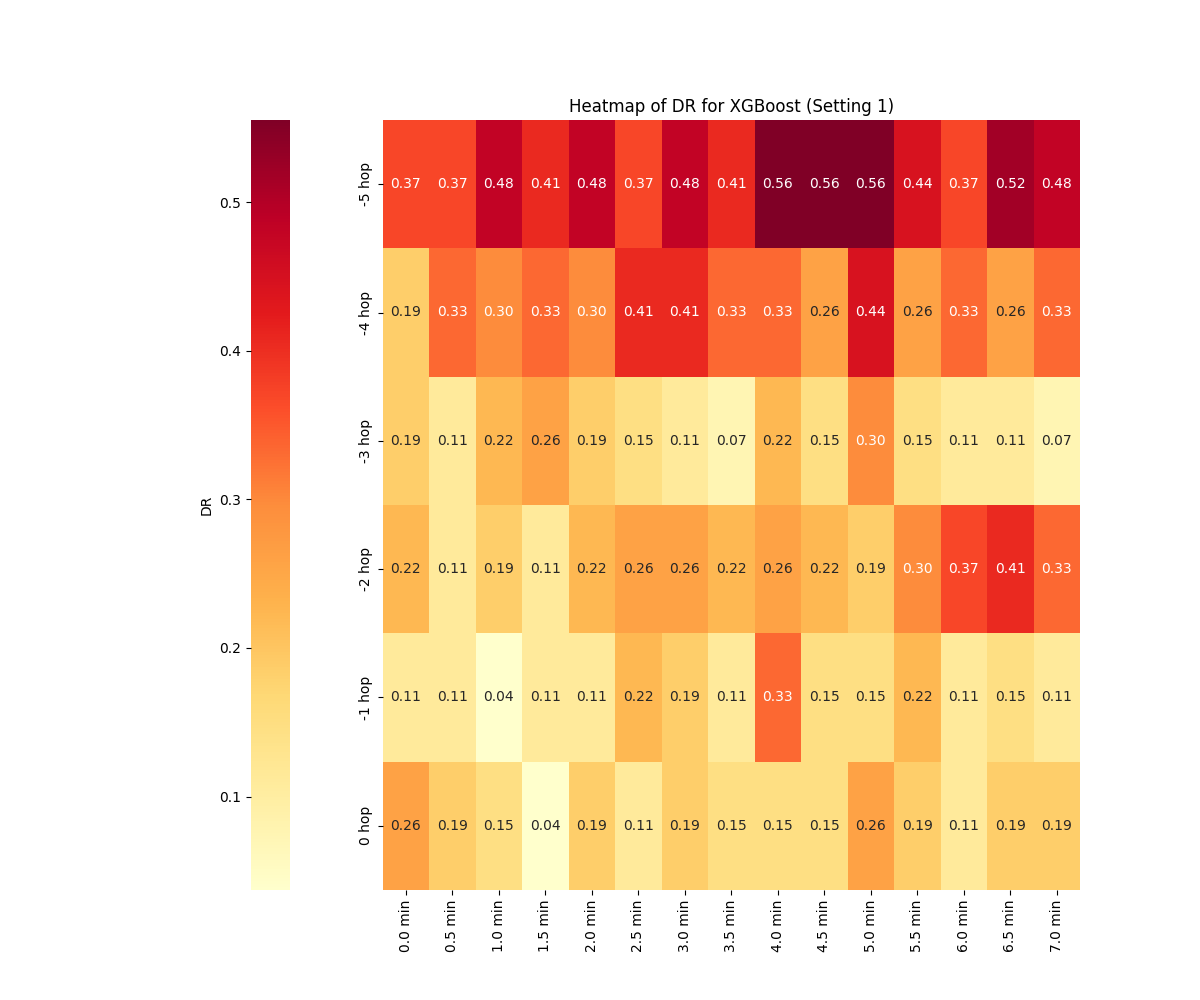 Heatmap of DR for XGBoost (Setting 1)
DR
0.5
0.4
0.3
0.2
0.1
-5 hop 0.37 0.37 0.48 0.41 0.48 0.37 0.48 0.41 0.56 0.56 0.56 0.44 0.37 0.52 0.48
-4 hop 0.19 0.33 0.30 0.33 0.30 0.41 0.41 0.33 0.33 0.26 0.44 0.26 0.33 0.26 0.33
-3 hop 0.19 0.11 0.22 0.26 0.19 0.15 0.11 0.07 0.22 0.15 0.30 0.15 0.11 0.11 0.07
-2 hop 0.22 0.11 0.19 0.11 0.22 0.26 0.26 0.22 0.26 0.22 0.19 0.30 0.37 0.41 0.33
-1 hop 0.11 0.11 0.04 0.11 0.11 0.22 0.19 0.11 0.33 0.15 0.15 0.22 0.11 0.15 0.11
0 hop 0.26 0.19 0.15 0.04 0.19 0.11 0.19 0.15 0.15 0.15 0.26 0.19 0.11 0.19 0.19
0.0 min 0.5 min 1.0 min 1.5 min 2.0 min 2.5 min 3.0 min 3.5 min 4.0 min 4.5 min 5.0 min 5.5 min 6.0 min 6.5 min 7.0 min